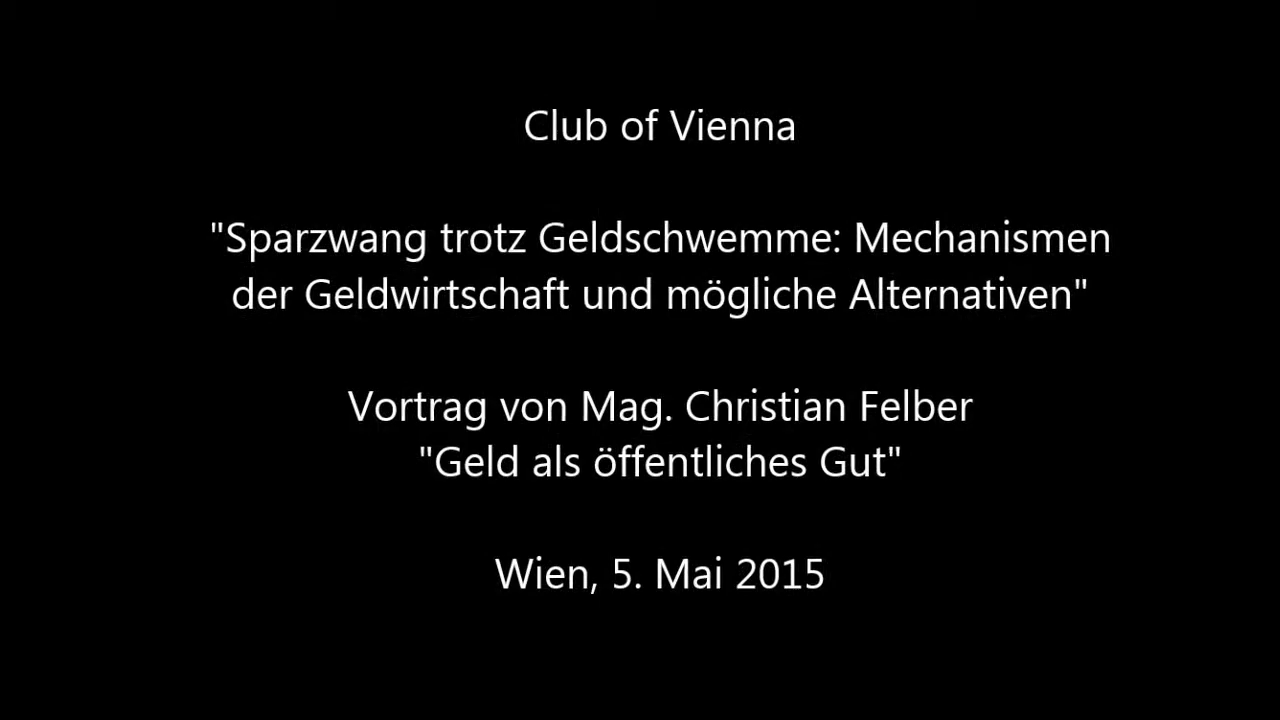 Club of Vienna
"Sparzwang trotz Geldschwemme: Mechanismen
der Geldwirtschaft und mögliche Alternativen"
Vortrag von Mag. Christian Felber
"Geld als öffentliches Gut"
Wien, 5. Mai 2015